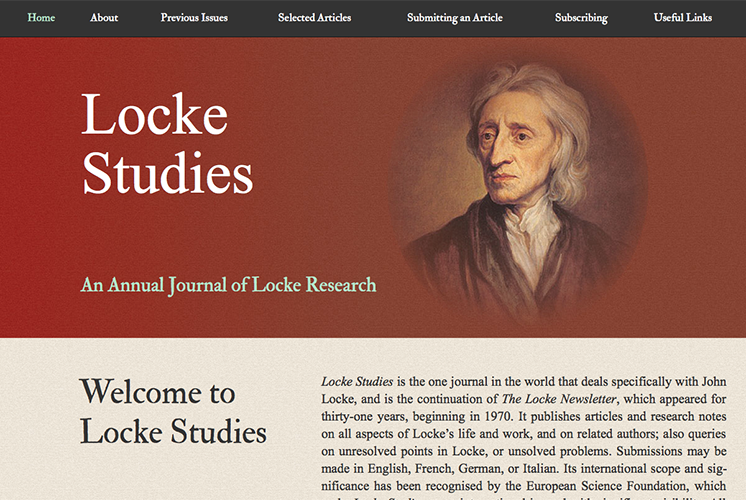 Home About Previous Issues Selected Articles Submitting an Article Subscribing Useful Links
Locke
Studies
An Annual Journal of Locke Research
Welcome to
Locke Studies
Locke Studies is the one journal in the world that deals specifically with John
Locke, and is the continuation of The Locke Newsletter, which appeared for
thirty-one years, beginning in 1970. It publishes articles and research notes
on all aspects of Locke's life and work, and on related authors; also queries
on unresolved points in Locke, or unsolved problems. Submissions may be
made in English, French, German, or Italian. Its international scope and sig-
nificance has been recognised by the European Science Foundation, which